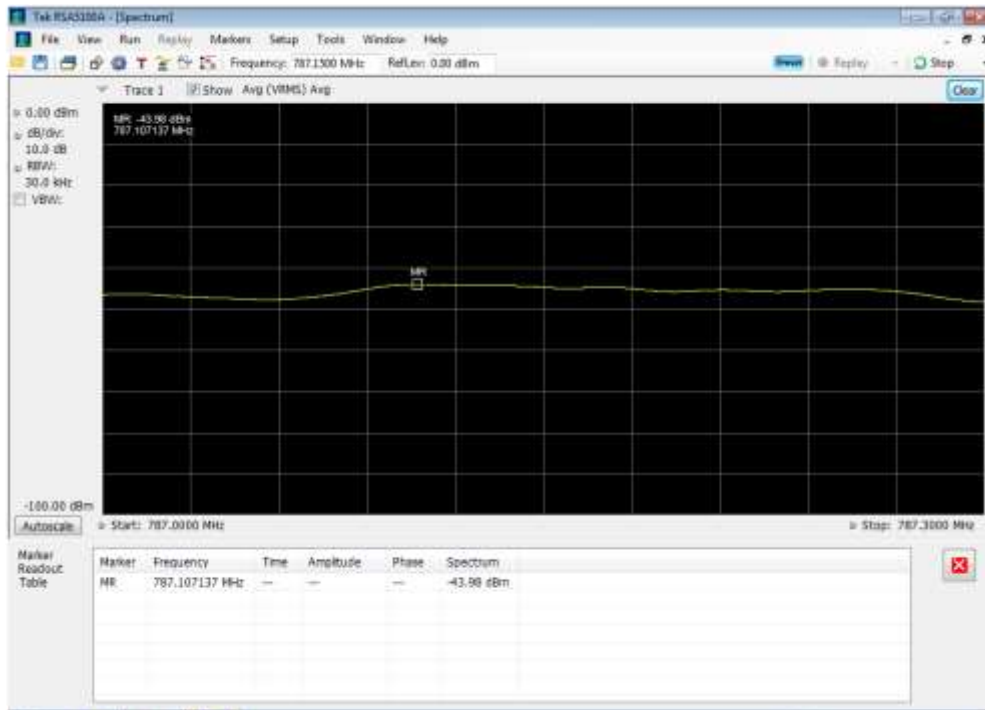 Tek RSA5100A - [Spectrum]
File View Run Replay Markers Setup Tools Window Help
Frequency: 787.1500 MHz RefLev: 0.00 dBm Preset Replay Stop
Trace 1 Show Avg (VRMS) Avg Clear
0.00 dBm
dB/div:
10.0 dB
RBW:
30.0 kHz
VBW:
MR: -43.98 dBm
787.107137 MHz
MR
-100.00 dBm
Autoscale Start: 787.0000 MHz Stop: 787.3000 MHz
Marker
Readout
Table
Marker Frequency Time Amplitude Phase Spectrum
MR 787.107137 MHz --- --- --- -43.98 dBm